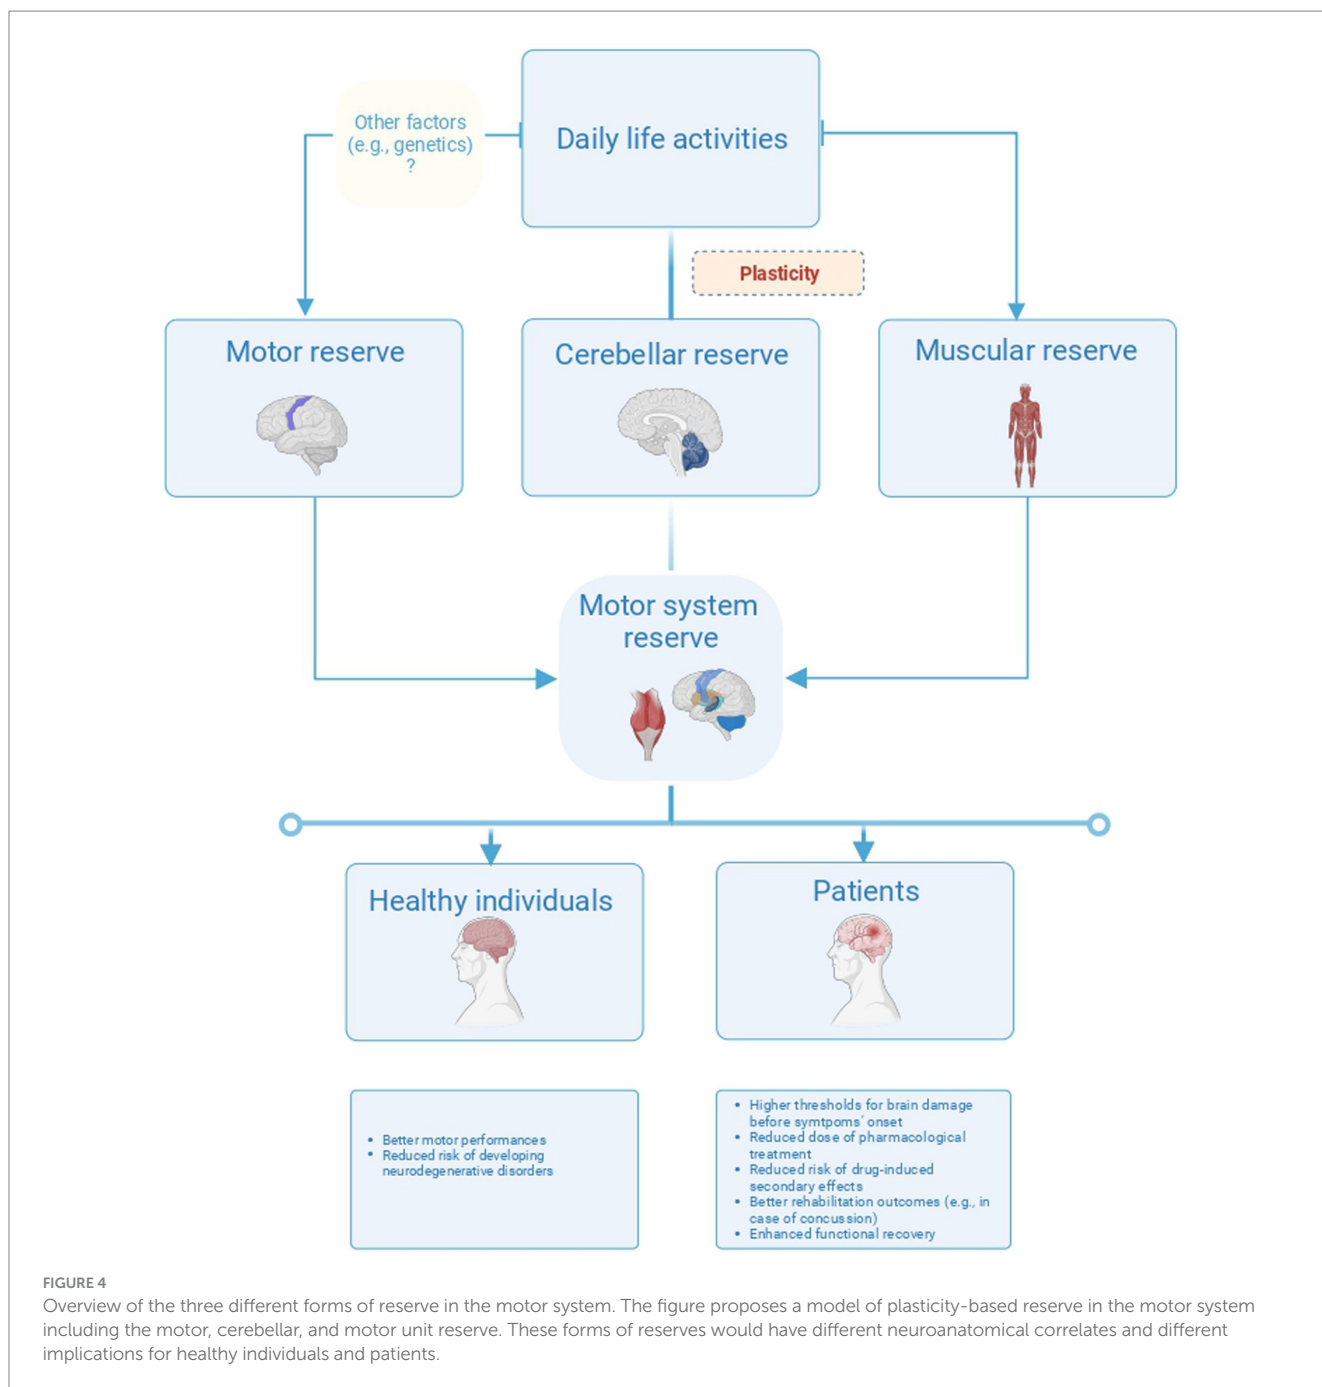 Other factors
(e.g., genetics)
?
Daily life activities
Plasticity
Motor reserve
Cerebellar reserve
Muscular reserve
Motor system
reserve
Healthy individuals
Patients
• Better motor performances
• Reduced risk of developing
neurodegenerative disorders
• Higher thresholds for brain damage
before symtpoms' onset
• Reduced dose of pharmacological
treatment
• Reduced risk of drug-induced
secondary effects
• Better rehabilitation outcomes (e.g., in
case of concussion)
• Enhanced functional recovery
FIGURE 4
Overview of the three different forms of reserve in the motor system. The figure proposes a model of plasticity-based reserve in the motor system
including the motor, cerebellar, and motor unit reserve. These forms of reserves would have different neuroanatomical correlates and different
implications for healthy individuals and patients.